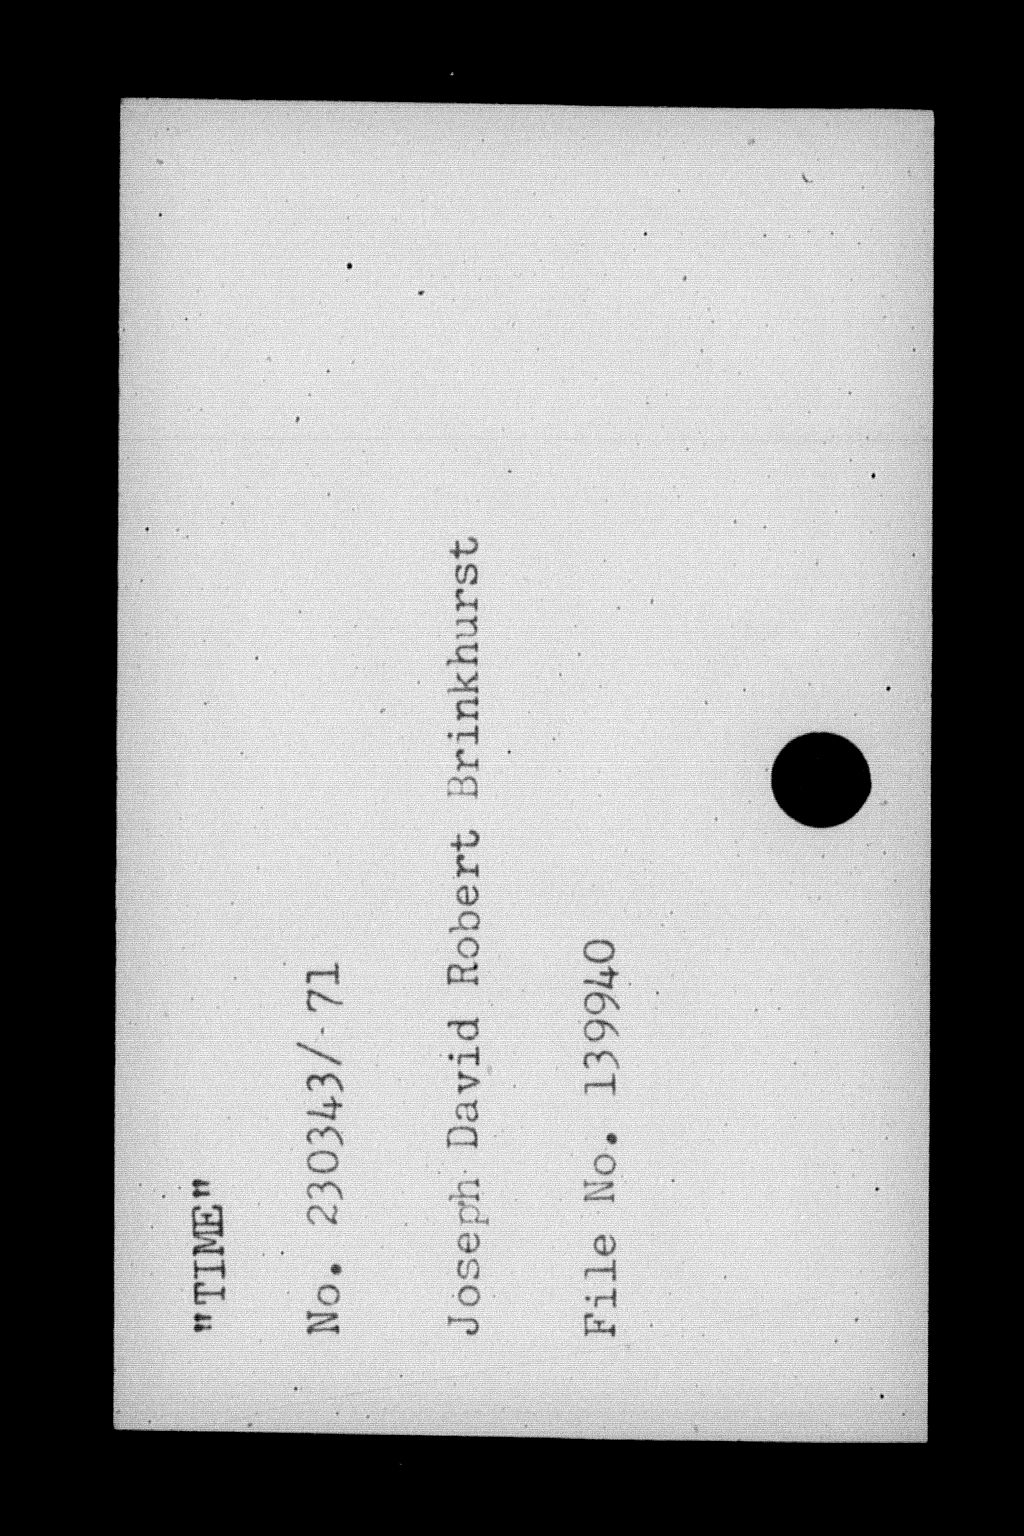 "TIME"
No. 230343/ 71
Joseph David Robert Brinkhurst
File No. 139940